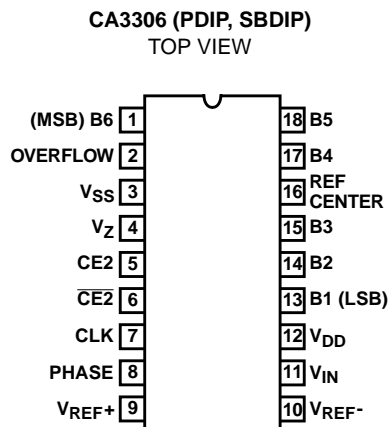 CA3306 (PDIP, SBDIP)
TOP VIEW
(MSB) B6 1
OVERFLOW 2
VSS 3
VZ 4
CE2 5
CE2 6
CLK 7
PHASE 8
VREF+ 9
18 B5
17 B4
16 REF
CENTER
15 B3
14 B2
13 B1 (LSB)
12 VDD
11 VIN
10 VREF-